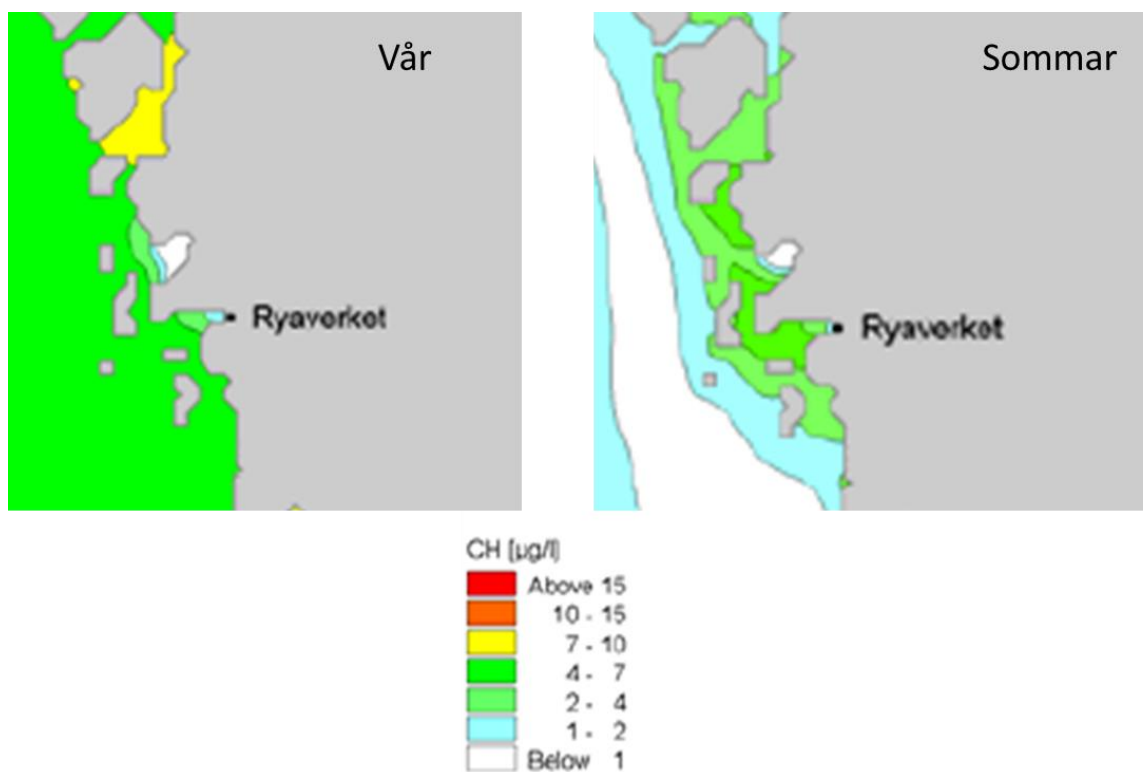 Vår
Sommar
Ryaverket
Ryaverket
CH [µg/l]
Above 15
10 - 15
7 - 10
4 - 7
2 - 4
1 - 2
Below 1